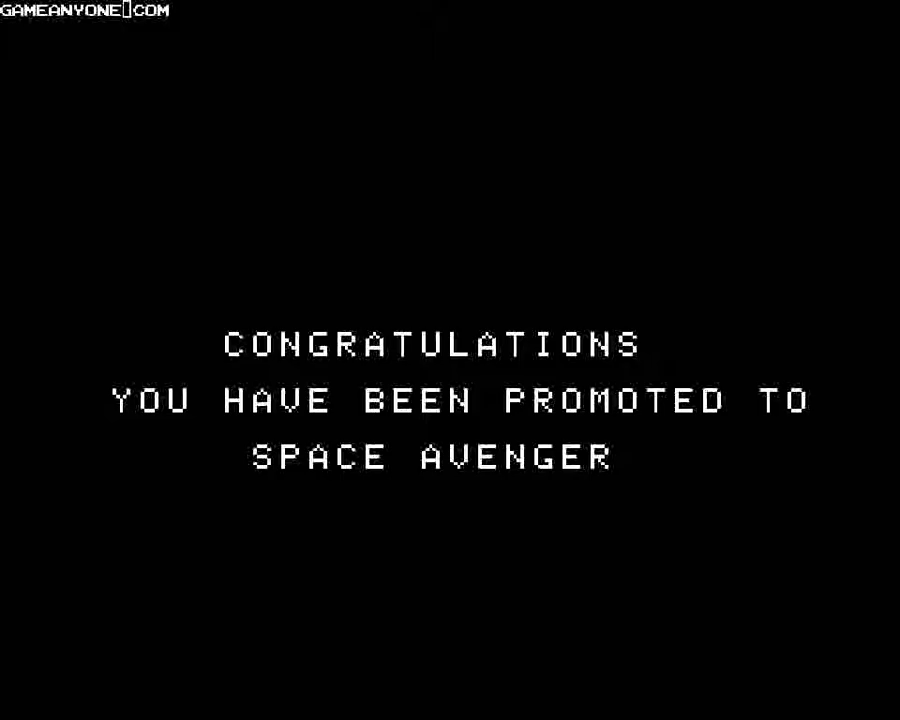 GAMEANYONE▯COM
CONGRATULATIONS
YOU HAVE BEEN PROMOTED TO
SPACE AVENGER